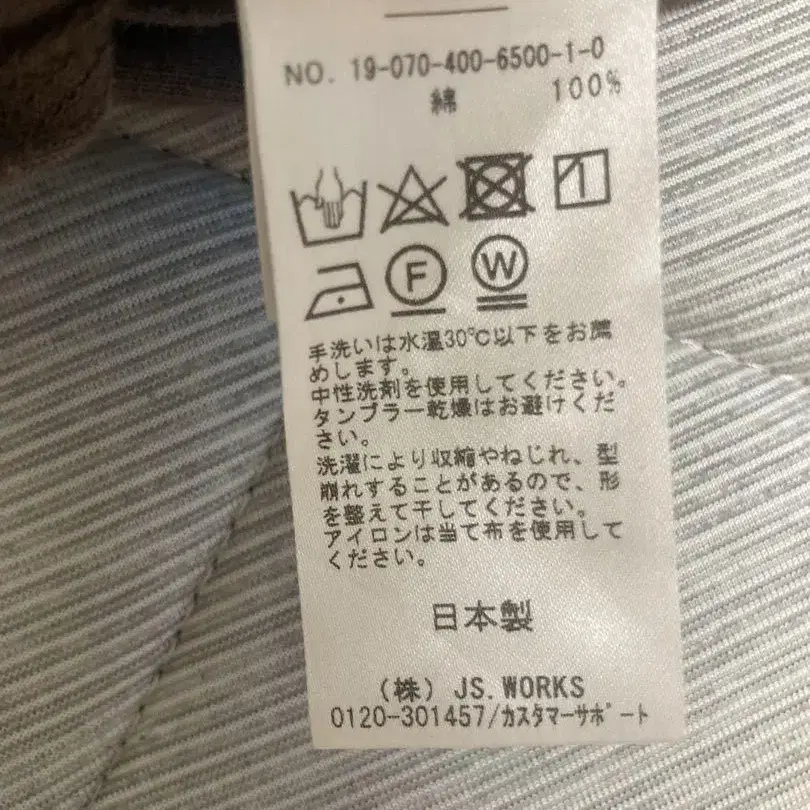 NO. 19-070-400-6500-1-0
綿 100%
F W
手洗いは水温30℃以下をお薦
めします。
中性洗剤を使用してください。
タンブラー乾燥はお避けくだ
さい。
洗濯により収縮やねじれ、型
崩れすることがあるので、形
を整えて干してください。
アイロンは当て布を使用して
ください。
日本製
(株) JS.WORKS
0120-301457/カスタマーサポート